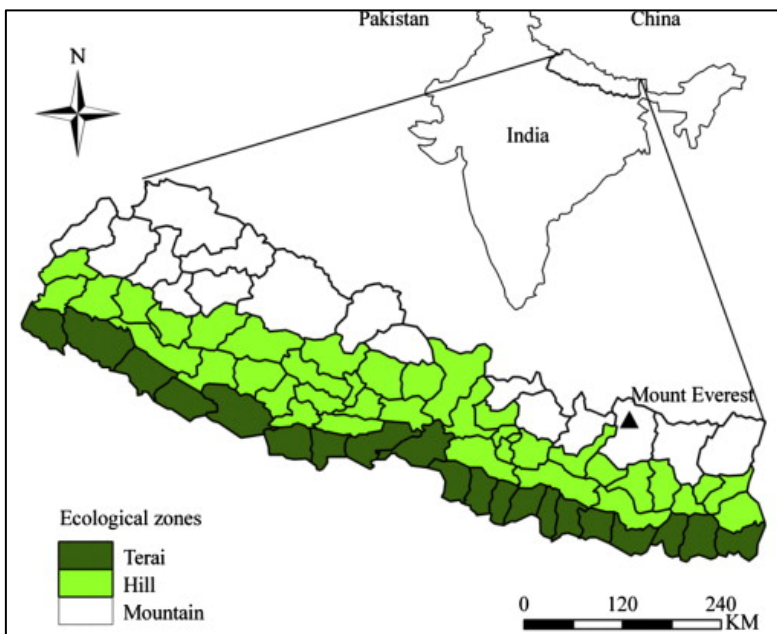 Pakistan China
N
India
Mount Everest
Ecological zones
Terai
Hill
Mountain
0 120 240
KM